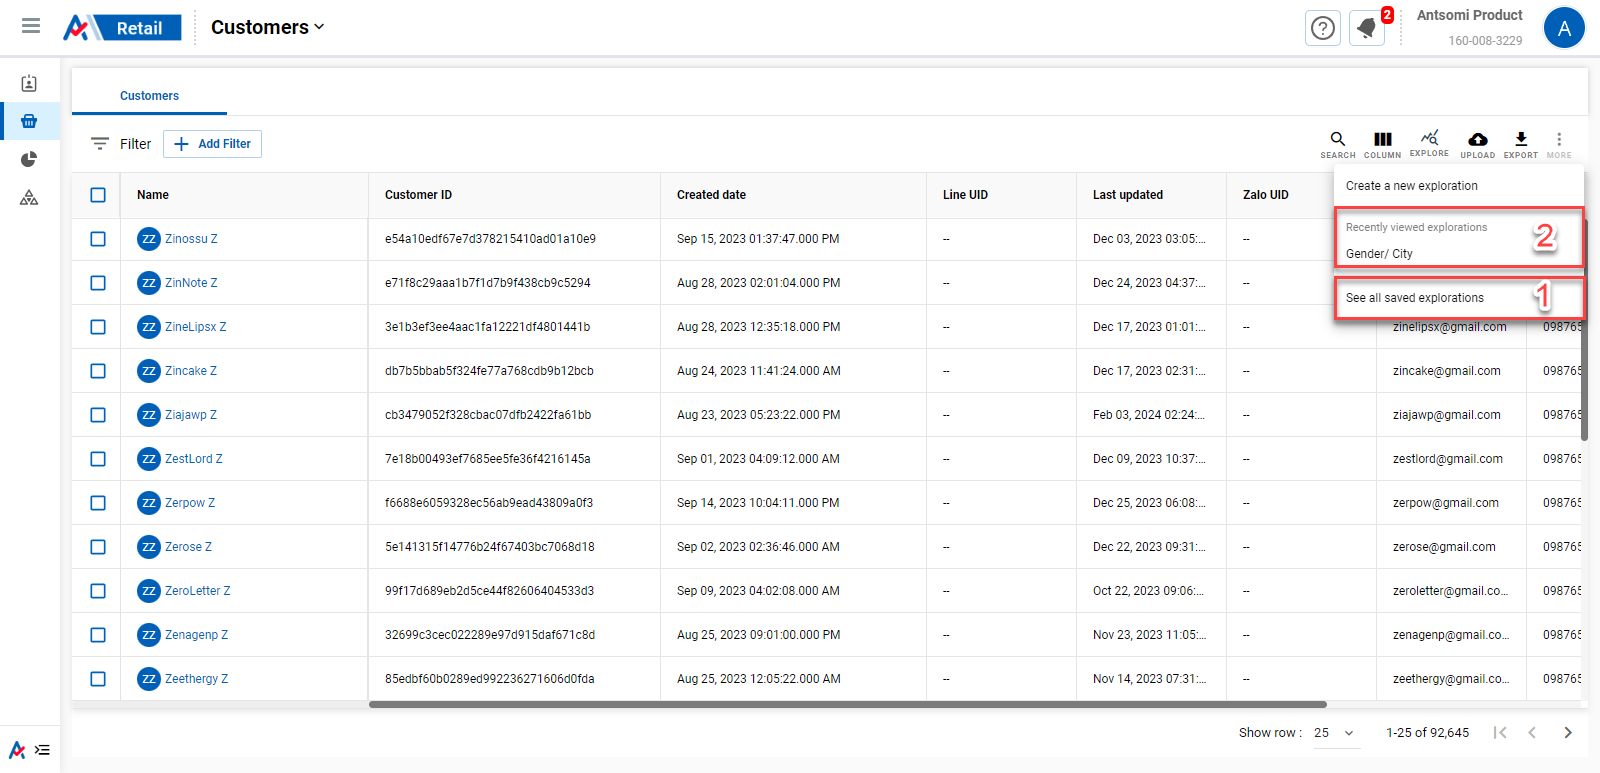 Retail
Customers
2
Antsomi Product
160-008-3229
A
Customers
Filter
Add Filter
SEARCH COLUMN EXPLORE UPLOAD EXPORT MORE
Create a new exploration
Recently viewed explorations
Gender/ City
2
See all saved explorations
1
Name Customer ID Created date Line UID Last updated Zalo UID
ZZ Zinossu Z e54a10edf67e7d378215410ad01a10e9 Sep 15, 2023 01:37:47.000 PM -- Dec 03, 2023 03:05:... --
ZZ ZinNote Z e71f8c29aaa1b7f1d7b9f438cb9c5294 Aug 28, 2023 02:01:04.000 PM -- Dec 24, 2023 04:37:... --
ZZ ZineLipsx Z 3e1b3ef3ee4aac1fa12221df4801441b Aug 28, 2023 12:35:18.000 PM -- Dec 17, 2023 01:01:... -- zinelipsx@gmail.com 098765
ZZ Zincake Z db7b5bbab5f324fe77a768cdb9b12bcb Aug 24, 2023 11:41:24.000 AM -- Dec 17, 2023 02:31:... -- zincake@gmail.com 098765
ZZ Ziajawp Z cb3479052f328cbac07dfb2422fa61bb Aug 23, 2023 05:23:22.000 PM -- Feb 03, 2024 02:24:... -- ziajawp@gmail.com 098765
ZZ ZestLord Z 7e18b00493ef7685ee5fe36f4216145a Sep 01, 2023 04:09:12.000 AM -- Dec 09, 2023 10:37:... -- zestlord@gmail.com 098765
ZZ Zerpow Z f6688e6059328ec56ab9ead43809a0f3 Sep 14, 2023 10:04:11.000 PM -- Dec 25, 2023 06:08:... -- zerpow@gmail.com 098765
ZZ Zerose Z 5e141315f14776b24f67403bc7068d18 Sep 02, 2023 02:36:46.000 AM -- Dec 22, 2023 09:31:... -- zerose@gmail.com 098765
ZZ ZeroLetter Z 99f17d689eb2d5ce44f82606404533d3 Sep 09, 2023 04:02:08.000 AM -- Oct 22, 2023 09:06:... -- zeroletter@gmail.co... 098765
ZZ Zenagenp Z 32699c3cec022289e97d915daf671c8d Aug 25, 2023 09:01:00.000 PM -- Nov 23, 2023 11:05:... -- zenagenp@gmail.co... 098765
ZZ Zeethergy Z 85edbf60b0289ed992236271606d0fda Aug 25, 2023 12:05:22.000 AM -- Nov 14, 2023 07:31:... -- zeethergy@gmail.co... 098765
Show row : 25 1-25 of 92,645